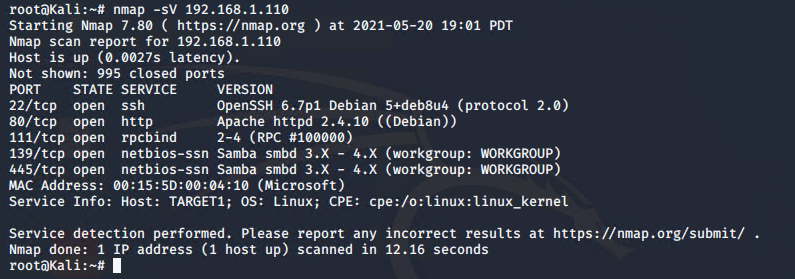 root@Kali:~# nmap -sV 192.168.1.110
Starting Nmap 7.80 ( https://nmap.org ) at 2021-05-20 19:01 PDT
Nmap scan report for 192.168.1.110
Host is up (0.0027s latency).
Not shown: 995 closed ports
PORT    STATE SERVICE     VERSION
22/tcp  open  ssh         OpenSSH 6.7p1 Debian 5+deb8u4 (protocol 2.0)
80/tcp  open  http        Apache httpd 2.4.10 ((Debian))
111/tcp open  rpcbind     2-4 (RPC #100000)
139/tcp open  netbios-ssn Samba smbd 3.X - 4.X (workgroup: WORKGROUP)
445/tcp open  netbios-ssn Samba smbd 3.X - 4.X (workgroup: WORKGROUP)
MAC Address: 00:15:5D:00:04:10 (Microsoft)
Service Info: Host: TARGET1; OS: Linux; CPE: cpe:/o:linux:linux_kernel

Service detection performed. Please report any incorrect results at https://nmap.org/submit/ .
Nmap done: 1 IP address (1 host up) scanned in 12.16 seconds
root@Kali:~#